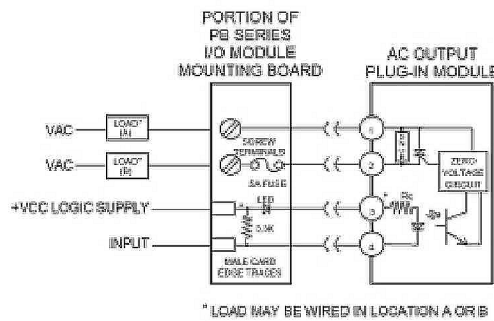 PORTION OF
PB SERIES
I/O MODULE
MOUNTING BOARD
AC OUTPUT
PLUG-IN MODULE
VAC
LOAD*
(A)
SCREW
TERMINALS
1
VAC
LOAD*
(B)
5A FUSE
2
ZERO
VOLTAGE
CIRCUIT
+VCC LOGIC SUPPLY
LED
3
Rc
INPUT
3.3K
4
MALE CARD
EDGE TRACES
* LOAD MAY BE WIRED IN LOCATION A OR B